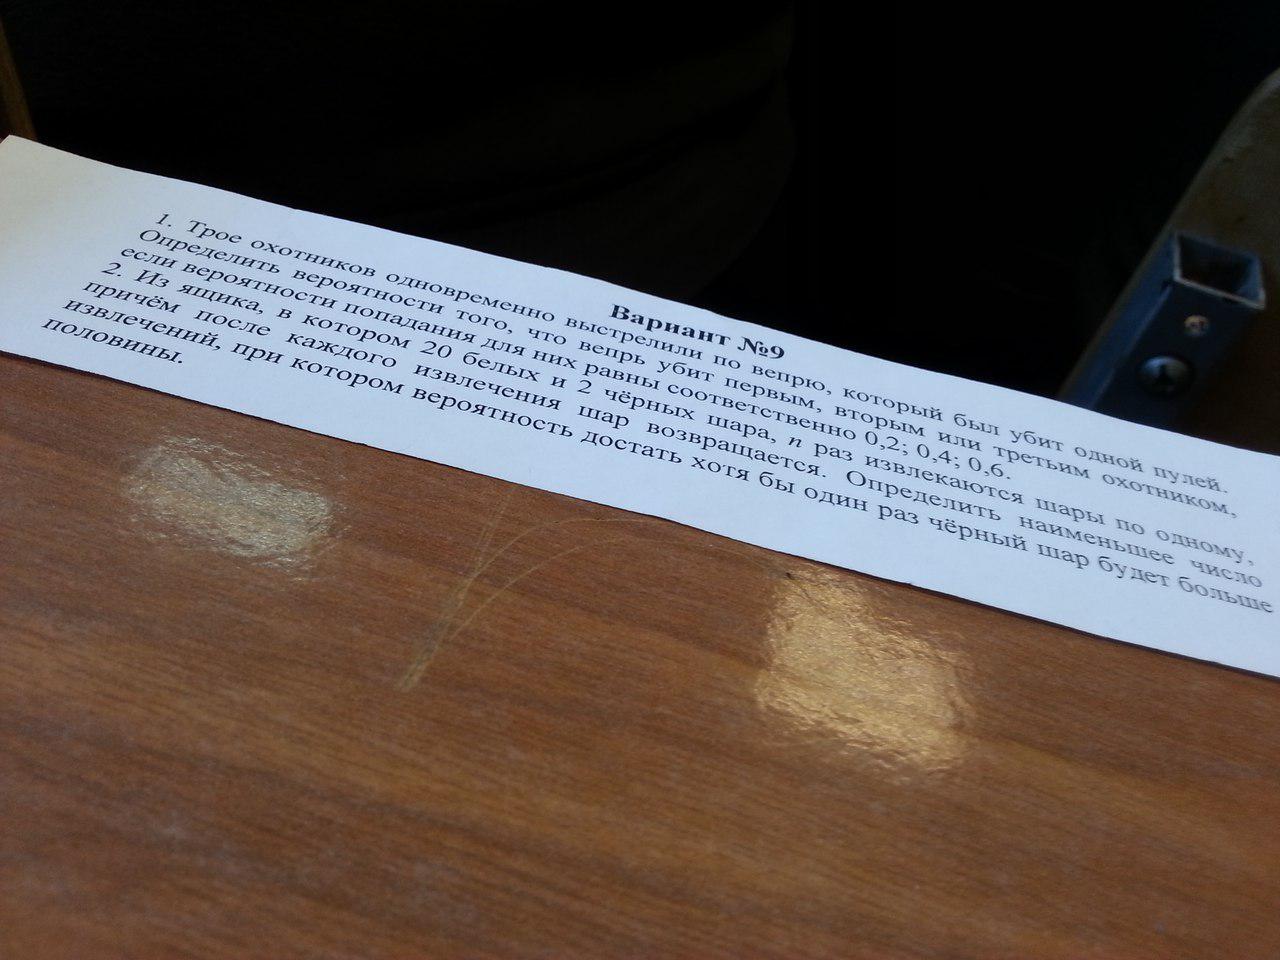 Вариант №9
1. Трое охотников одновременно выстрелили по вепрю, который был убит одной пулей.
Определить вероятности того, что вепрь убит первым, вторым или третьим охотником,
если вероятности попадания для них равны соответственно 0,2; 0,4; 0,6.
2. Из ящика, в котором 20 белых и 2 чёрных шара, n раз извлекаются шары по одному,
причём после каждого извлечения шар возвращается. Определить наименьшее число
извлечений, при котором вероятность достать хотя бы один раз чёрный шар будет больше
половины.